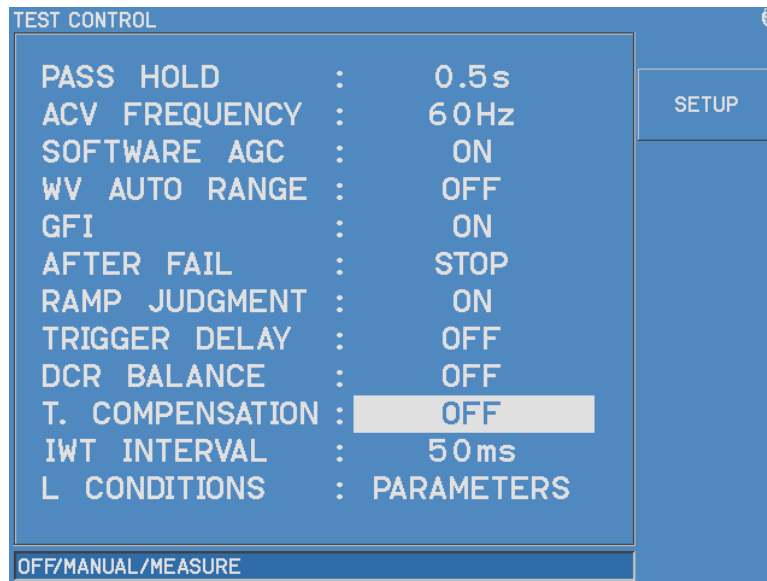 TEST CONTROL
PASS HOLD : 0.5s
ACV FREQUENCY : 60Hz
SOFTWARE AGC : ON
WV AUTO RANGE : OFF
GFI : ON
AFTER FAIL : STOP
RAMP JUDGMENT : ON
TRIGGER DELAY : OFF
DCR BALANCE : OFF
T. COMPENSATION : OFF
IWT INTERVAL : 50ms
L CONDITIONS : PARAMETERS
SETUP
OFF/MANUAL/MEASURE